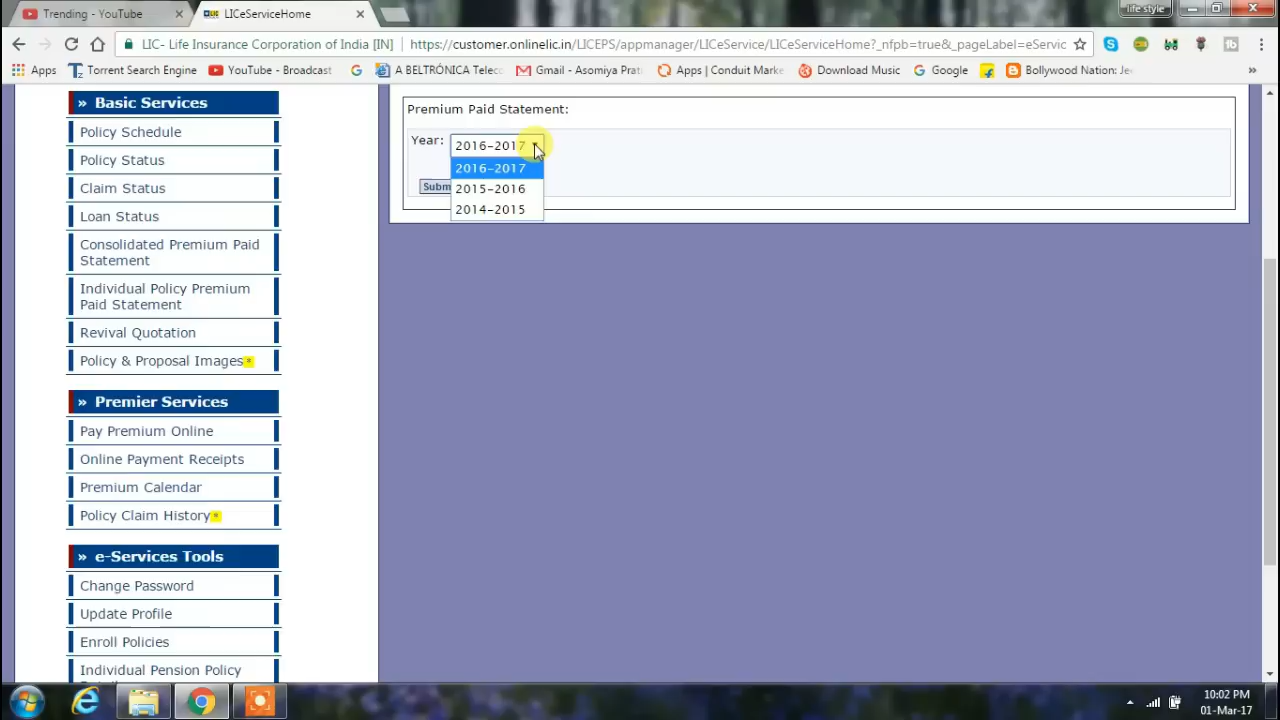 Trending - YouTube
LICeServiceHome
life style
LIC- Life Insurance Corporation of India [IN]
https://customer.onlinelic.in/LICEPS/appmanager/LICeService/LICeServiceHome?_nfpb=true&_pageLabel=eServic
Apps
Torrent Search Engine
YouTube - Broadcast
A BELTRÓNICA Telec
Gmail - Asomiya Prat
Apps | Conduit Marke
Download Music
Google
Bollywood Nation: Je
» Basic Services
Policy Schedule
Policy Status
Claim Status
Loan Status
Consolidated Premium Paid
Statement
Individual Policy Premium
Paid Statement
Revival Quotation
Policy & Proposal Images*
» Premier Services
Pay Premium Online
Online Payment Receipts
Premium Calendar
Policy Claim History*
» e-Services Tools
Change Password
Update Profile
Enroll Policies
Individual Pension Policy
Premium Paid Statement:
Year: 2016-2017
2016-2017
2015-2016
2014-2015
Subm
10:02 PM
01-Mar-17